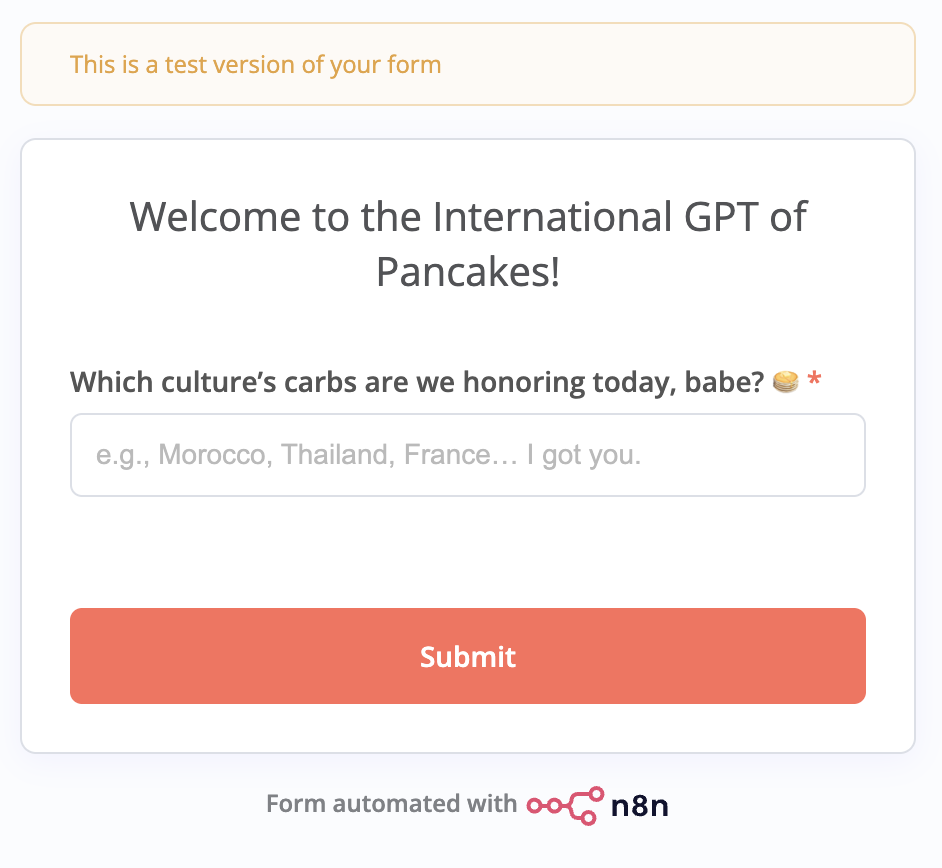 This is a test version of your form
Welcome to the International GPT of
Pancakes!
Which culture’s carbs are we honoring today, babe? 🥞 *
e.g., Morocco, Thailand, France… I got you.
Submit
Form automated with n8n